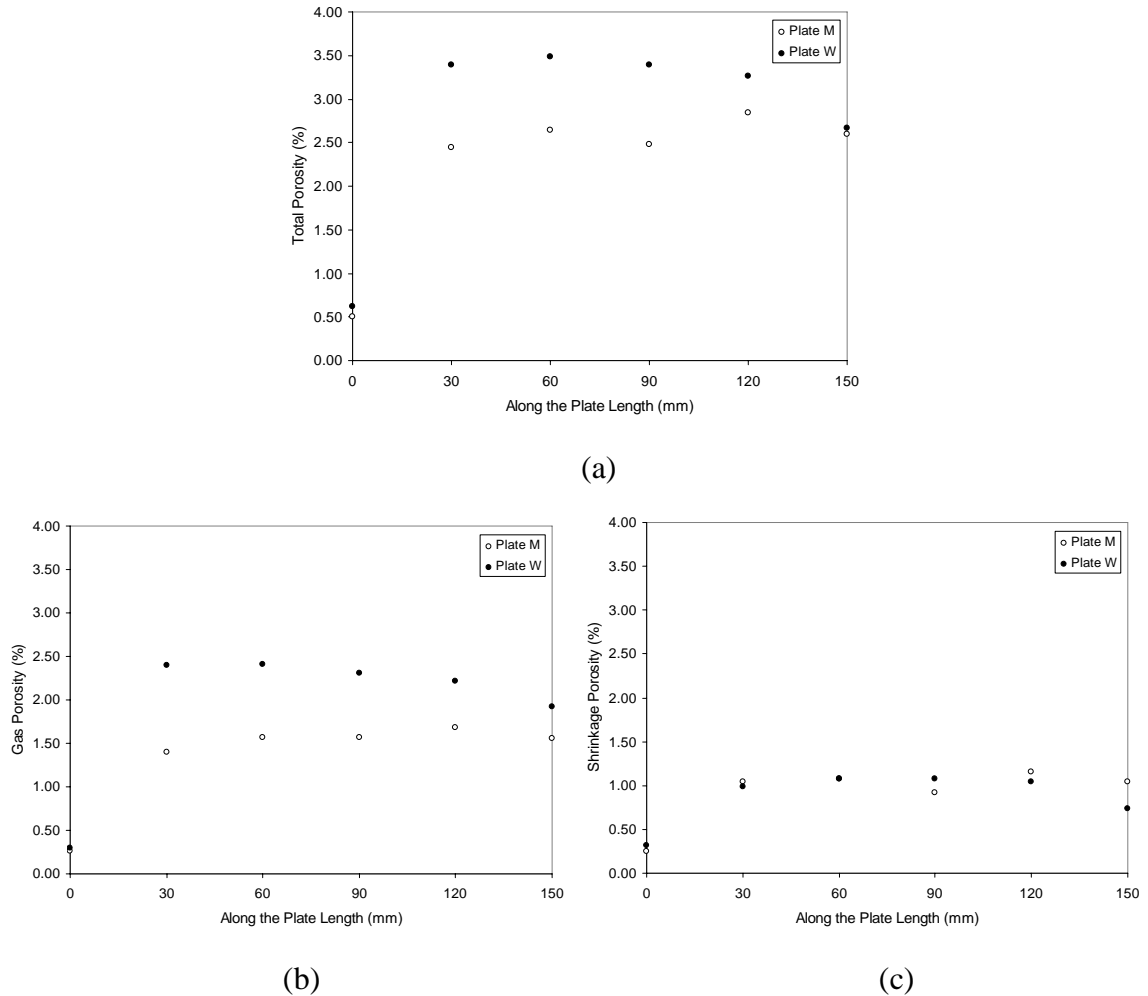 4.00
3.50
3.00
2.50
2.00
1.50
1.00
0.50
0.00
Total Porosity (%)
Plate M
Plate W
0 30 60 90 120 150
Along the Plate Length (mm)
(a)
4.00
3.50
3.00
2.50
2.00
1.50
1.00
0.50
0.00
Gas Porosity (%)
Plate M
Plate W
0 30 60 90 120 150
Along the Plate Length (mm)
(b)
4.00
3.50
3.00
2.50
2.00
1.50
1.00
0.50
0.00
Shrinkage Porosity (%)
Plate M
Plate W
0 30 60 90 120 150
Along the Plate Length (mm)
(c)